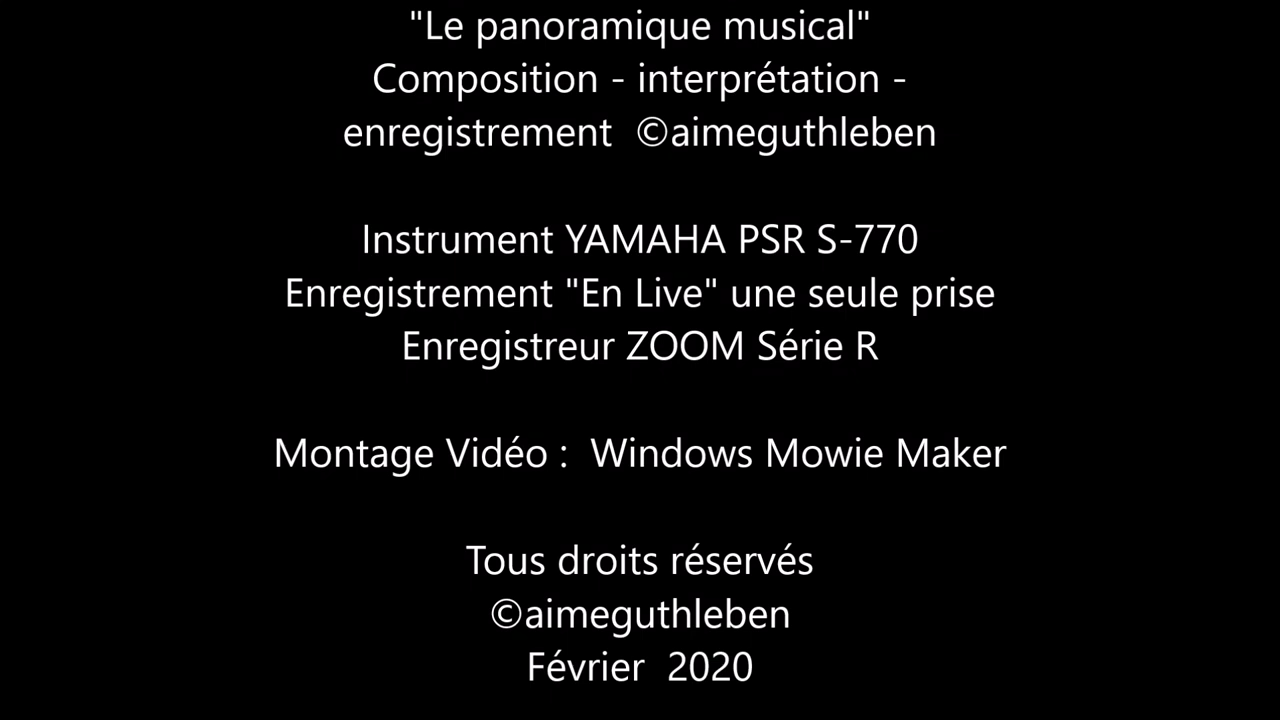 "Le panoramique musical"
Composition - interprétation -
enregistrement  ©aimeguthleben
Instrument YAMAHA PSR S-770
Enregistrement "En Live" une seule prise
Enregistreur ZOOM Série R
Montage Vidéo :  Windows Mowie Maker
Tous droits réservés
©aimeguthleben
Février  2020